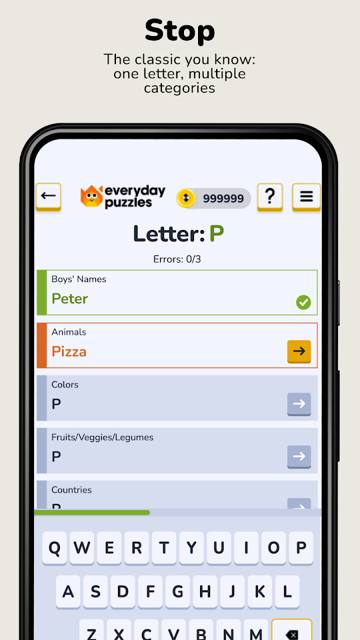 Stop
The classic you know:
one letter, multiple
categories
everyday
puzzles
999999
?
Letter: P
Errors: 0/3
Boys' Names
Peter
Animals
Pizza
Colors
P
Fruits/Veggies/Legumes
P
Countries
P
Q W E R T Y U I O P
A S D F G H J K L
Z X C V B N M